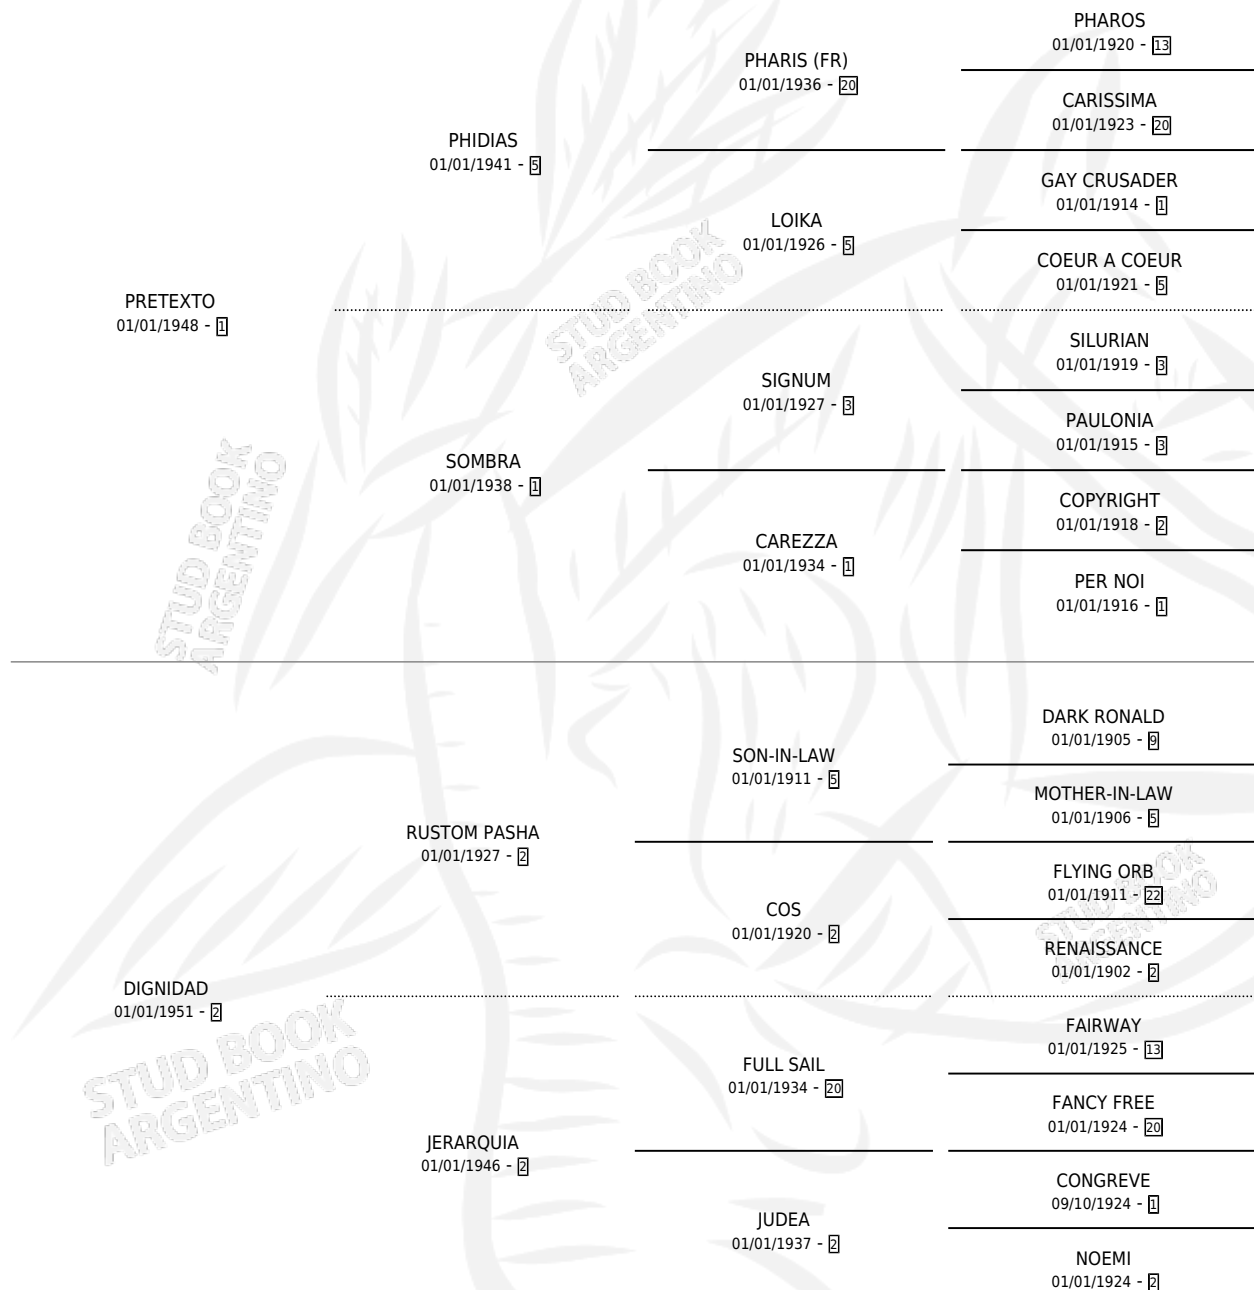 PHAROS
01/01/1920 - 13
PHARIS (FR)
01/01/1936 - 20
CARISSIMA
01/01/1923 - 20
PHIDIAS
01/01/1941 - 5
GAY CRUSADER
01/01/1914 - 1
LOIKA
01/01/1926 - 5
COEUR A COEUR
01/01/1921 - 5
PRETEXTO
01/01/1948 - 1
SILURIAN
01/01/1919 - 3
SIGNUM
01/01/1927 - 3
PAULONIA
01/01/1915 - 3
SOMBRA
01/01/1938 - 1
COPYRIGHT
01/01/1918 - 2
CAREZZA
01/01/1934 - 1
PER NOI
01/01/1916 - 1
STUD BOOK
ARGENTINO
STUD BOOK
ARGENTINO
DARK RONALD
01/01/1905 - 9
SON-IN-LAW
01/01/1911 - 5
MOTHER-IN-LAW
01/01/1906 - 5
RUSTOM PASHA
01/01/1927 - 2
FLYING ORB
01/01/1911 - 22
COS
01/01/1920 - 2
RENAISSANCE
01/01/1902 - 2
DIGNIDAD
01/01/1951 - 2
FAIRWAY
01/01/1925 - 13
FULL SAIL
01/01/1934 - 20
FANCY FREE
01/01/1924 - 20
JERARQUIA
01/01/1946 - 2
CONGREVE
09/10/1924 - 1
JUDEA
01/01/1937 - 2
NOEMI
01/01/1924 - 2
STUD BOOK
ARGENTINO
STUD BOOK
ARGENTINO